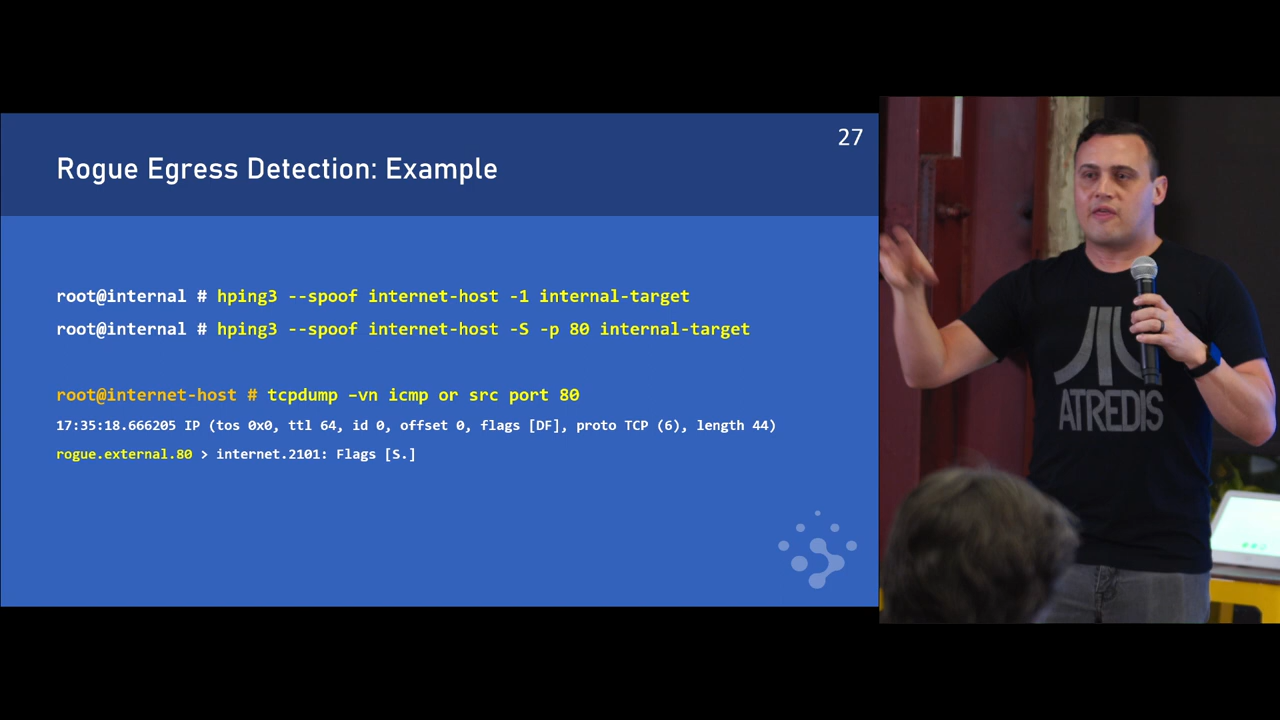 27
Rogue Egress Detection: Example
root@internal # hping3 --spoof internet-host -1 internal-target
root@internal # hping3 --spoof internet-host -S -p 80 internal-target
root@internet-host # tcpdump –vn icmp or src port 80
17:35:18.666205 IP (tos 0x0, ttl 64, id 0, offset 0, flags [DF], proto TCP (6), length 44)
rogue.external.80 > internet.2101: Flags [S.]
ATREDIS